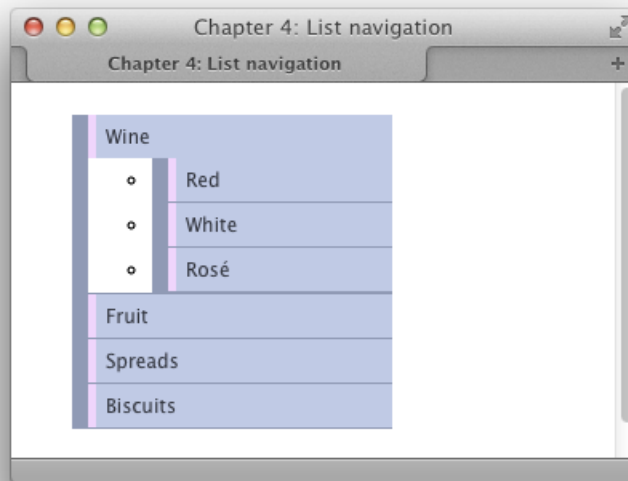 Chapter 4: List navigation
Chapter 4: List navigation
Wine
Red
White
Rosé
Fruit
Spreads
Biscuits